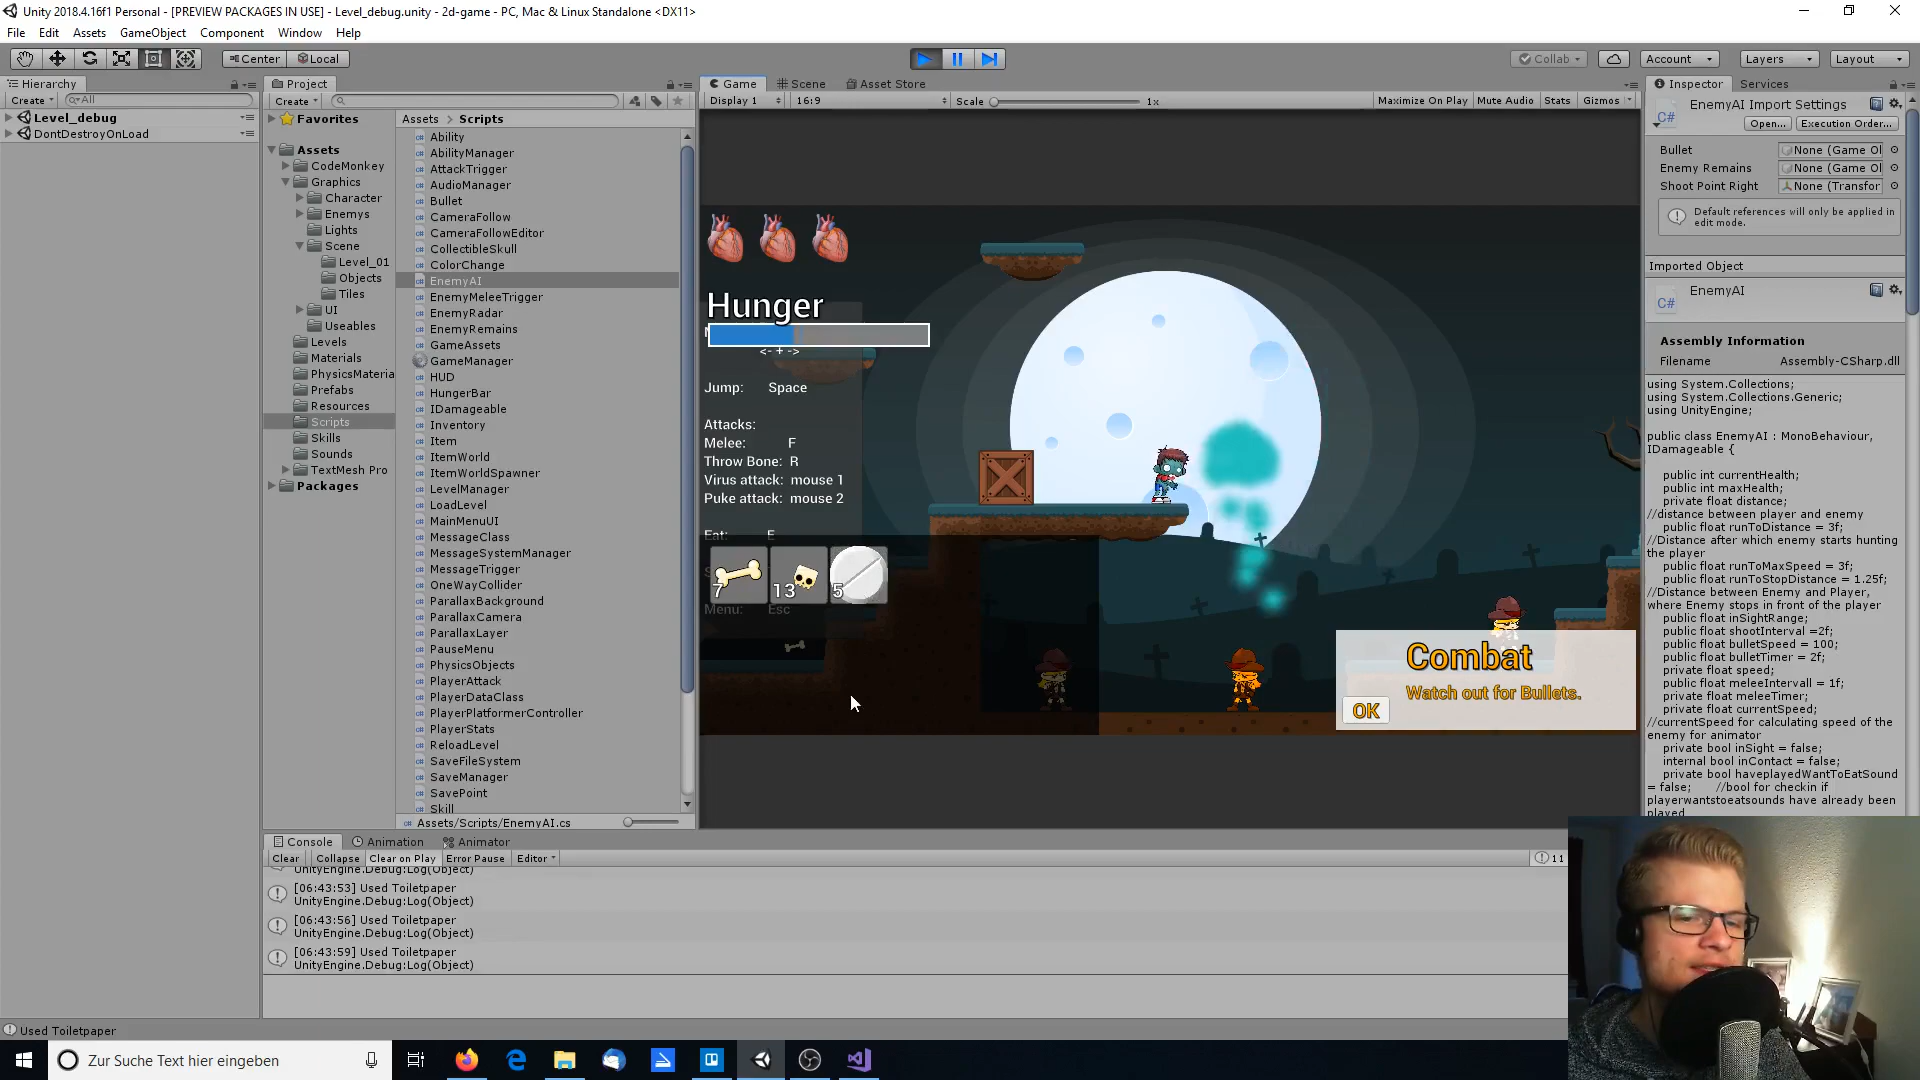 Unity 2018.4.16f1 Personal - [PREVIEW PACKAGES IN USE] - Level_debug.unity - 2d-game - PC, Mac & Linux Standalone <DX11>
File Edit Assets GameObject Component Window Help
Center Local
Collab Account Layers Layout
Hierarchy
Create All
Level_debug
DontDestroyOnLoad
Project
Create
Favorites
Assets
CodeMonkey
Graphics
Character
Enemys
Lights
Scene
Level_01
Objects
Tiles
UI
Useables
Levels
Materials
PhysicsMateria
Prefabs
Resources
Scripts
Skills
Sounds
TextMesh Pro
Packages
Assets Scripts
Ability
AbilityManager
AttackTrigger
AudioManager
Bullet
CameraFollow
CameraFollowEditor
CollectibleSkull
ColorChange
EnemyAI
EnemyMeleeTrigger
EnemyRadar
EnemyRemains
GameAssets
GameManager
HUD
HungerBar
IDamageable
Inventory
Item
ItemWorld
ItemWorldSpawner
LevelManager
LoadLevel
MainMenuUI
MessageClass
MessageSystemManager
MessageTrigger
OneWayCollider
ParallaxBackground
ParallaxCamera
ParallaxLayer
PauseMenu
PhysicsObjects
PlayerAttack
PlayerDataClass
PlayerPlatformerController
PlayerStats
ReloadLevel
SaveFileSystem
SaveManager
SavePoint
Skill
Assets/Scripts/EnemyAI.cs
Game Scene Asset Store
Display 1 16:9 Scale 1x Maximize On Play Mute Audio Stats Gizmos
Hunger
<- + ->
Jump: Space
Attacks:
Melee: F
Throw Bone: R
Virus attack: mouse 1
Puke attack: mouse 2
Eat: E
7 13 5
Menu: Esc
Combat
Watch out for Bullets.
OK
Inspector Services
EnemyAI Import Settings
Open... Execution Order...
Bullet None (Game Ol
Enemy Remains None (Game Ol
Shoot Point Right None (Transfor
Default references will only be applied in
edit mode.
Imported Object
EnemyAI
Assembly Information
Filename Assembly-CSharp.dll
using System.Collections;
using System.Collections.Generic;
using UnityEngine;
public class EnemyAI : MonoBehaviour,
IDamageable {
public int currentHealth;
public int maxHealth;
private float distance;
//distance between player and enemy
public float runToDistance = 3f;
//Distance after which enemy starts hunting
the player
public float runToMaxSpeed = 3f;
public float runToStopDistance = 1.25f;
//Distance between Enemy and Player,
where Enemy stops in front of the player
public float inSightRange;
public float shootInterval =2f;
public float bulletSpeed = 100;
public float bulletTimer = 2f;
private float speed;
public float meleeIntervall = 1f;
private float meleeTimer;
private float currentSpeed;
//currentSpeed for calculating speed of the
enemy for animator
private bool inSight = false;
internal bool inContact = false;
private bool haveplayedWantToEatSound
= false; //bool for checkin if
playerwantstoeatsounds have already been
played
Console Animation Animator
Clear Collapse Clear on Play Error Pause Editor 11
UnityEngine.Debug:Log(Object)
[06:43:53] Used Toiletpaper
UnityEngine.Debug:Log(Object)
[06:43:56] Used Toiletpaper
UnityEngine.Debug:Log(Object)
[06:43:59] Used Toiletpaper
UnityEngine.Debug:Log(Object)
Used Toiletpaper
Zur Suche Text hier eingeben